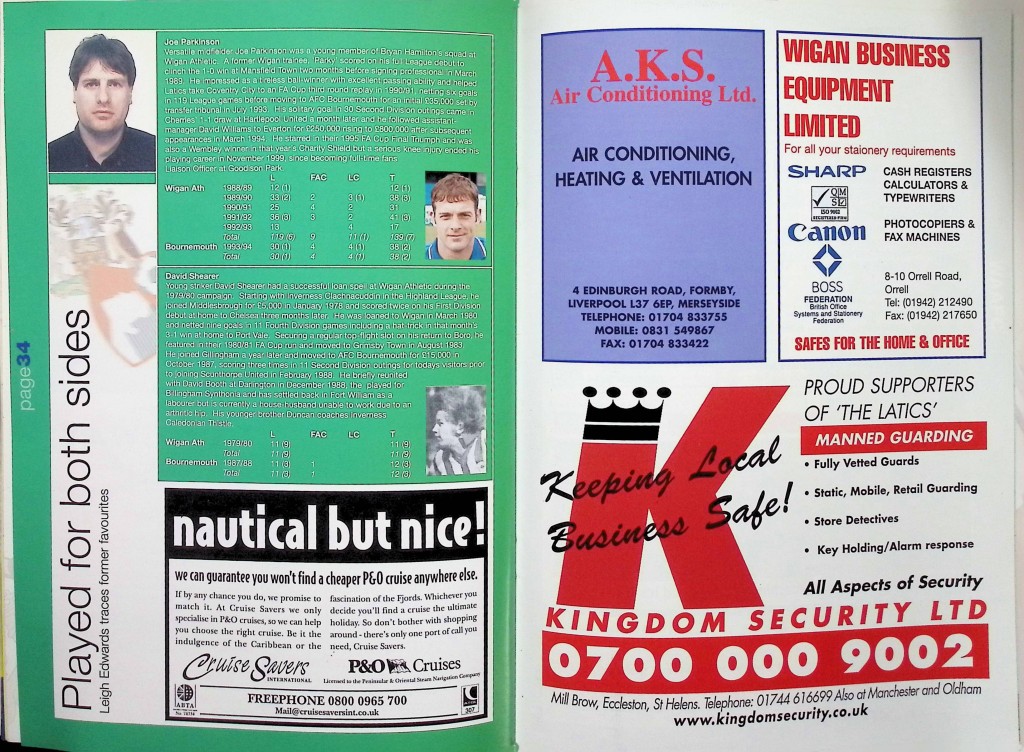 Joe Parkinson
Versatile midfielder Joe Parkinson was a young member of Bryan Hamilton's squad at
Wigan Athletic. A former Wigan trainee, 'Parky' scored on his full League debut to
clinch the 1-0 win at Mansfield Town two months before signing professional in March
1989. He impressed as a tireless ball-winner with excellent passing ability and helped
Latics take Coventry City to an FA Cup third round replay in 1990/91, netting six goals
in 119 League games before moving to AFC Bournemouth for an initial £35,000 set by
transfer tribunal in July 1993. His solitary goal in 30 Second Division outings came in
Cherries' 1-1 draw at Hartlepool United a month later and he followed assistant-
manager David Williams to Everton for £250,000 rising to £800,000 after subsequent
appearances in March 1994. He starred in their 1995 FA Cup Final Triumph and was
also a Wembley winner in that year's Charity Shield but a serious knee injury ended his
playing career in November 1999, since becoming full-time fans
Liaison Officer at Goodison Park.
L FAC LC T
Wigan Ath 1988/89 12 (1) 12 (1)
1989/90 33 (2) 2 3 (1) 38 (3)
1990/91 25 4 2 31
1991/92 36 (3) 3 2 41 (3)
1992/93 13 4 17
Total 119 (6) 9 11 (1) 139 (7)
Bournemouth 1993/94 30 (1) 4 4 (1) 38 (2)
Total 30 (1) 4 4 (1) 38 (2)
David Shearer
Young striker David Shearer had a successful loan spell at Wigan Athletic during the
1979/80 campaign. Starting with Inverness Clachnacuddin in the Highland League, he
joined Middlesbrough for £5,000 in January 1978 and scored twice on his First Division
debut at home to Chelsea three months later. He was loaned to Wigan in March 1980
and netted nine goals in 11 Fourth Division games including a hat-trick in that month's
3-1 win at home to Port Vale. Securing a regular top-flight slot on his return to Boro, he
featured in their 1980/81 FA Cup run and moved to Grimsby Town in August 1983.
He joined Gillingham a year later and moved to AFC Bournemouth for £15,000 in
October 1987, scoring three times in 11 Second Division outings for todays visitors prior
to joining Scunthorpe United in February 1988. He briefly reunited
with David Booth at Darlington in December 1988, the played for
Billingham Synthonia and has settled back in Fort William as a
labourer but is currently a house-husband unable to work due to an
arthritic hip. His younger brother Duncan coaches Inverness
Caledonian Thistle.
L FAC LC T
Wigan Ath 1979/80 11 (9) 11 (9)
Total 11 (9) 11 (9)
Bournemouth 1987/88 11 (3) 1 12 (3)
Total 11 (3) 1 12 (3)
page34
Played for both sides
Leigh Edwards traces former favourites
nautical but nice!
we can guarantee you won't find a cheaper P&O cruise anywhere else.
If by any chance you do, we promise to
match it. At Cruise Savers we only
specialise in P&O cruises, so we can help
you choose the right cruise. Be it the
indulgence of the Caribbean or the
fascination of the Fjords. Whichever you
decide you'll find a cruise the ultimate
holiday. So don't bother with shopping
around - there's only one port of call you
need, Cruise Savers.
Cruise Savers
INTERNATIONAL
P&O Cruises
Licensed to the Peninsular & Oriental Steam Navigation Company
ABTA
FREEPHONE 0800 0965 700
Mail@cruisesaversint.co.uk
307
A.K.S.
Air Conditioning Ltd.
AIR CONDITIONING,
HEATING & VENTILATION
4 EDINBURGH ROAD, FORMBY,
LIVERPOOL L37 6EP, MERSEYSIDE
TELEPHONE: 01704 833755
MOBILE: 0831 549867
FAX: 01704 833422
WIGAN BUSINESS
EQUIPMENT
LIMITED
For all your staionery requirements
SHARP
QM
S
ISO 9002
REGISTERED FIRM
CASH REGISTERS
CALCULATORS &
TYPEWRITERS
Canon
PHOTOCOPIERS &
FAX MACHINES
BOSS
FEDERATION
British Office
Systems and Stationery
Federation
8-10 Orrell Road,
Orrell
Tel: (01942) 212490
Fax: (01942) 217650
SAFES FOR THE HOME & OFFICE
K
Keeping Local
Business Safe!
PROUD SUPPORTERS
OF 'THE LATICS'
MANNED GUARDING
• Fully Vetted Guards
• Static, Mobile, Retail Guarding
• Store Detectives
• Key Holding/Alarm response
All Aspects of Security
KINGDOM SECURITY LTD
0700 000 9002
Mill Brow, Eccleston, St Helens. Telephone: 01744 616699 Also at Manchester and Oldham
www.kingdomsecurity.co.uk